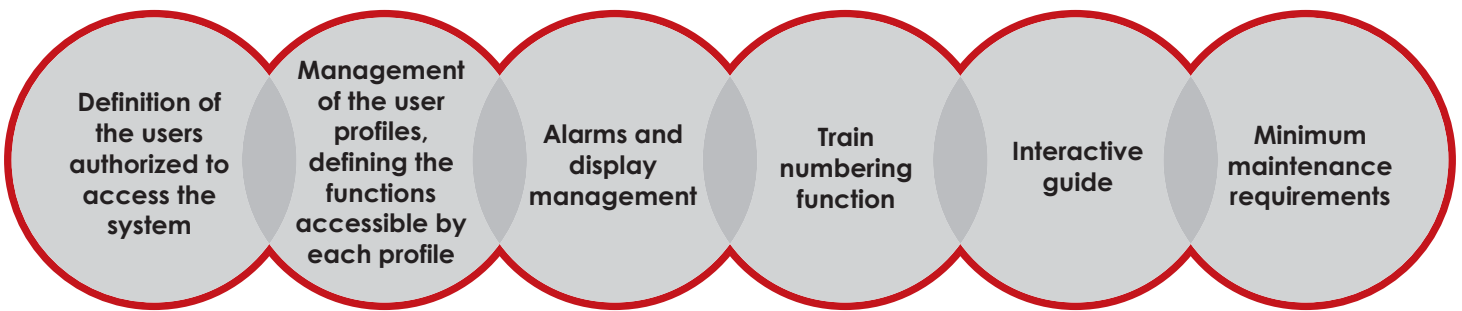 Definition of
the users
authorized to
access the
system
Management
of the user
profiles,
defining the
functions
accessible by
each profile
Alarms and
display
management
Train
numbering
function
Interactive
guide
Minimum
maintenance
requirements